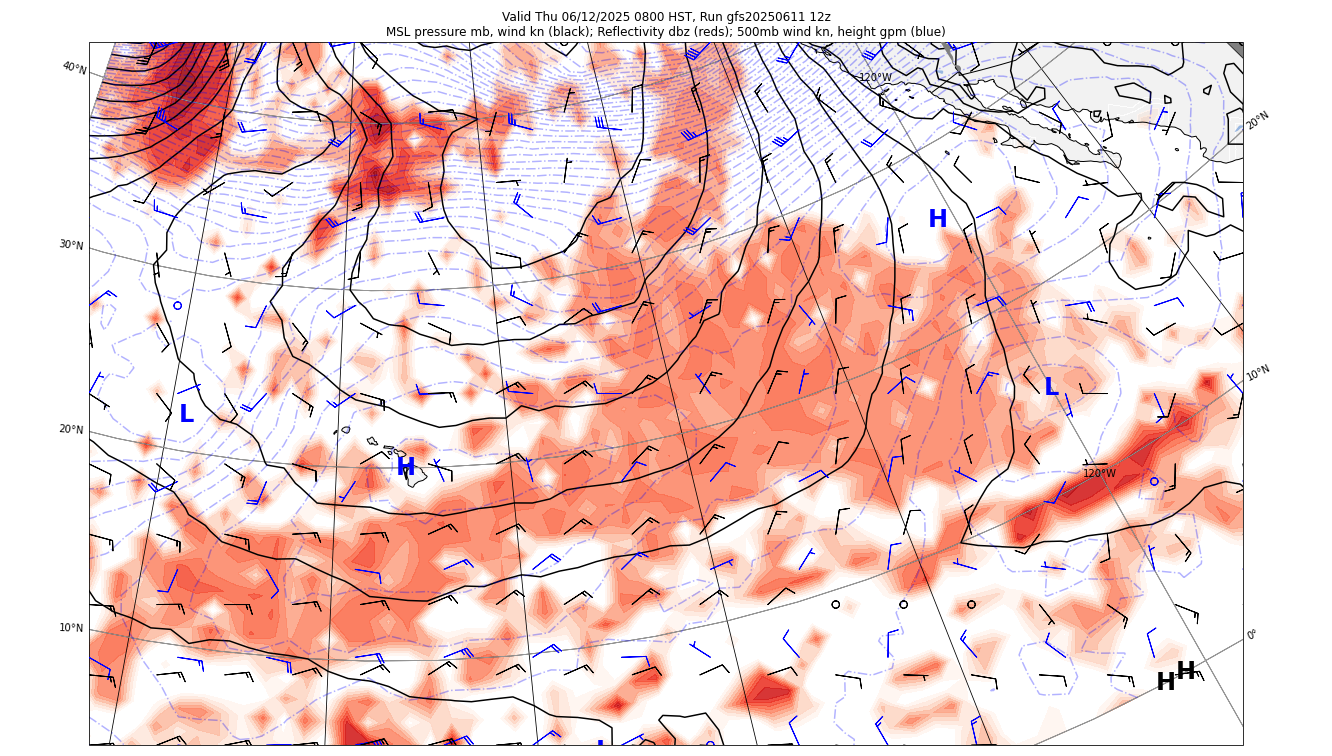 Valid Thu 06/12/2025 0800 HST, Run gfs20250611 12z
MSL pressure mb, wind kn (black); Reflectivity dbz (reds); 500mb wind kn, height gpm (blue)
40°N
120°W
20°N
H
30°N
10°N
L
L
20°N
H
120°W
10°N
0°
H
H
L